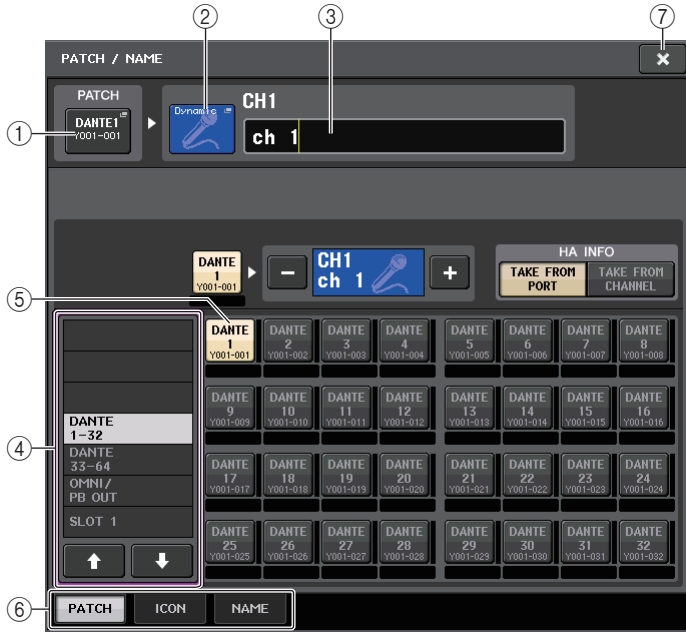 ② ③ ⑦
PATCH / NAME
PATCH
① DANTE1
Y001-001
Dynamic
CH1
ch 1
DANTE
1
Y001-001
CH1
ch 1
HA INFO
TAKE FROM
PORT
TAKE FROM
CHANNEL
⑤
④
DANTE
1-32
DANTE
33-64
OMNI/
PB OUT
SLOT 1
DANTE DANTE DANTE DANTE DANTE DANTE DANTE DANTE
1 2 3 4 5 6 7 8
Y001-001 Y001-002 Y001-003 Y001-004 Y001-005 Y001-006 Y001-007 Y001-008
DANTE DANTE DANTE DANTE DANTE DANTE DANTE DANTE
9 10 11 12 13 14 15 16
Y001-009 Y001-010 Y001-011 Y001-012 Y001-013 Y001-014 Y001-015 Y001-016
DANTE DANTE DANTE DANTE DANTE DANTE DANTE DANTE
17 18 19 20 21 22 23 24
Y001-017 Y001-018 Y001-019 Y001-020 Y001-021 Y001-022 Y001-023 Y001-024
DANTE DANTE DANTE DANTE DANTE DANTE DANTE DANTE
25 26 27 28 29 30 31 32
Y001-025 Y001-026 Y001-027 Y001-028 Y001-029 Y001-030 Y001-031 Y001-032
⑥ PATCH ICON NAME